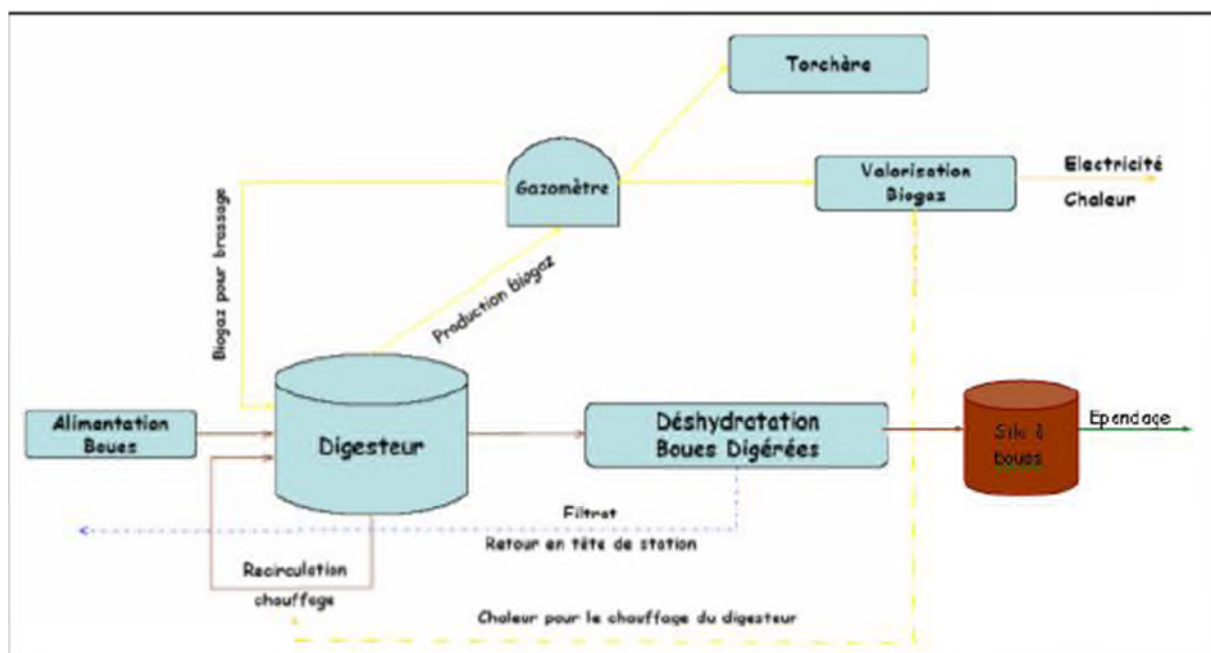 Torchère
Gazomètre
Valorisation
Biogaz
Electricité
Chaleur
Biogaz pour brassage
Production biogaz
Alimentation
Boues
Digesteur
Déshydratation
Boues Digérées
Silo à
boues
Ependage
Filtrat
Retour en tête de station
Recirculation
chauffage
Chaleur pour le chauffage du digesteur